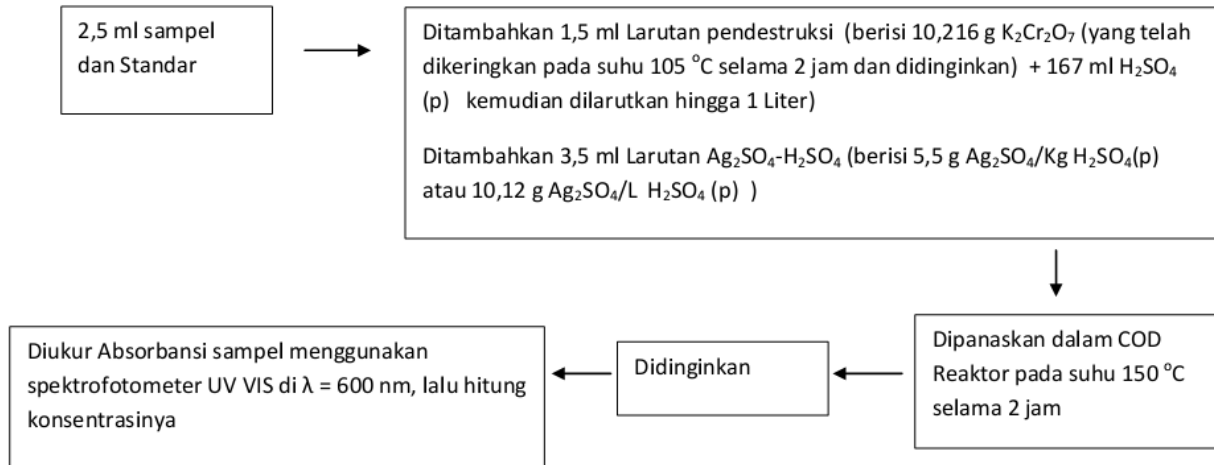 2,5 ml sampel
dan Standar
Ditambahkan 1,5 ml Larutan pendestruksi (berisi 10,216 g K₂Cr₂O₇ (yang telah
dikeringkan pada suhu 105 °C selama 2 jam dan didinginkan) + 167 ml H₂SO₄
(p) kemudian dilarutkan hingga 1 Liter)
Ditambahkan 3,5 ml Larutan Ag₂SO₄-H₂SO₄ (berisi 5,5 g Ag₂SO₄/Kg H₂SO₄(p)
atau 10,12 g Ag₂SO₄/L H₂SO₄ (p) )
Dipanaskan dalam COD
Reaktor pada suhu 150 °C
selama 2 jam
Didinginkan
Diukur Absorbansi sampel menggunakan
spektrofotometer UV VIS di λ = 600 nm, lalu hitung
konsentrasinya